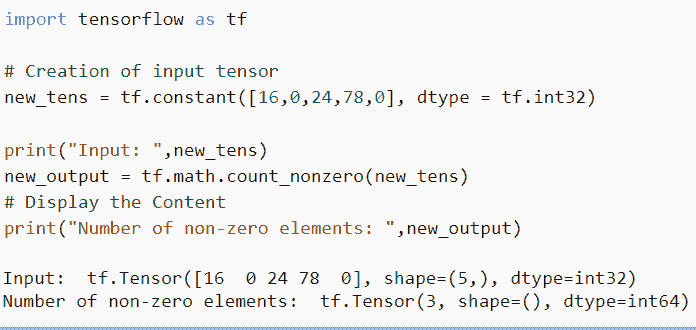 import tensorflow as tf
# Creation of input tensor
new_tens = tf.constant([16,0,24,78,0], dtype = tf.int32)
print("Input: ",new_tens)
new_output = tf.math.count_nonzero(new_tens)
# Display the Content
print("Number of non-zero elements: ",new_output)
Input:  tf.Tensor([16  0 24 78  0], shape=(5,), dtype=int32)
Number of non-zero elements:  tf.Tensor(3, shape=(), dtype=int64)